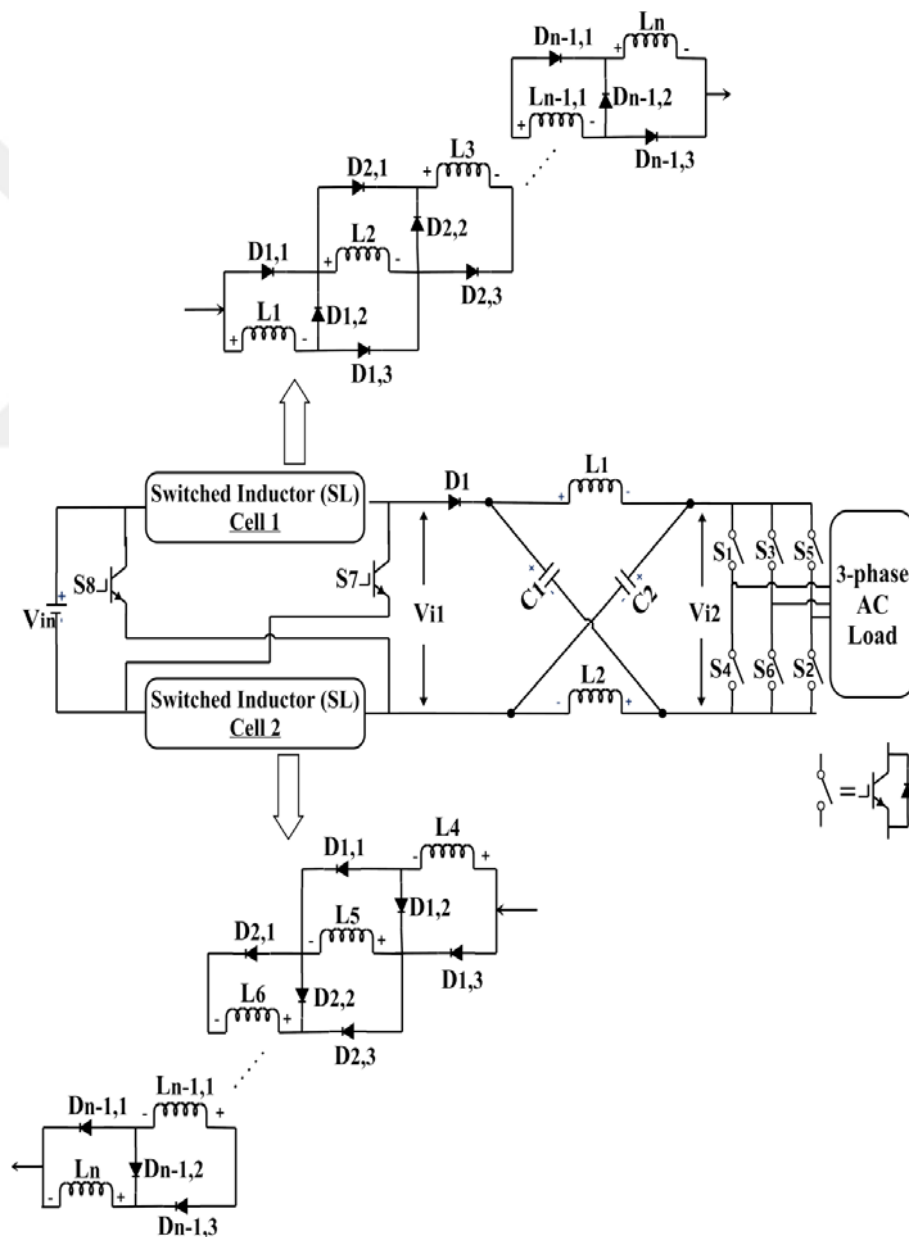 Dn-1,1
Ln
+ -
Ln-1,1
Dn-1,2
+ -
Dn-1,3
D2,1
L3
+ -
D2,2
D1,1
L2
+ -
D2,3
L1
D1,2
+ -
D1,3
Switched Inductor (SL)
Cell 1
D1
L1
+ -
S8
S7
Vin
+
-
Vi1
C1
+
-
C2
+
-
Vi2
S1
S3
S5
S4
S6
S2
3-phase
AC
Load
Switched Inductor (SL)
Cell 2
L2
- +
=
L4
- +
D1,1
D1,2
L5
- +
D2,1
D1,3
L6
- +
D2,2
D2,3
Ln-1,1
- +
Dn-1,1
Ln
- +
Dn-1,2
Dn-1,3